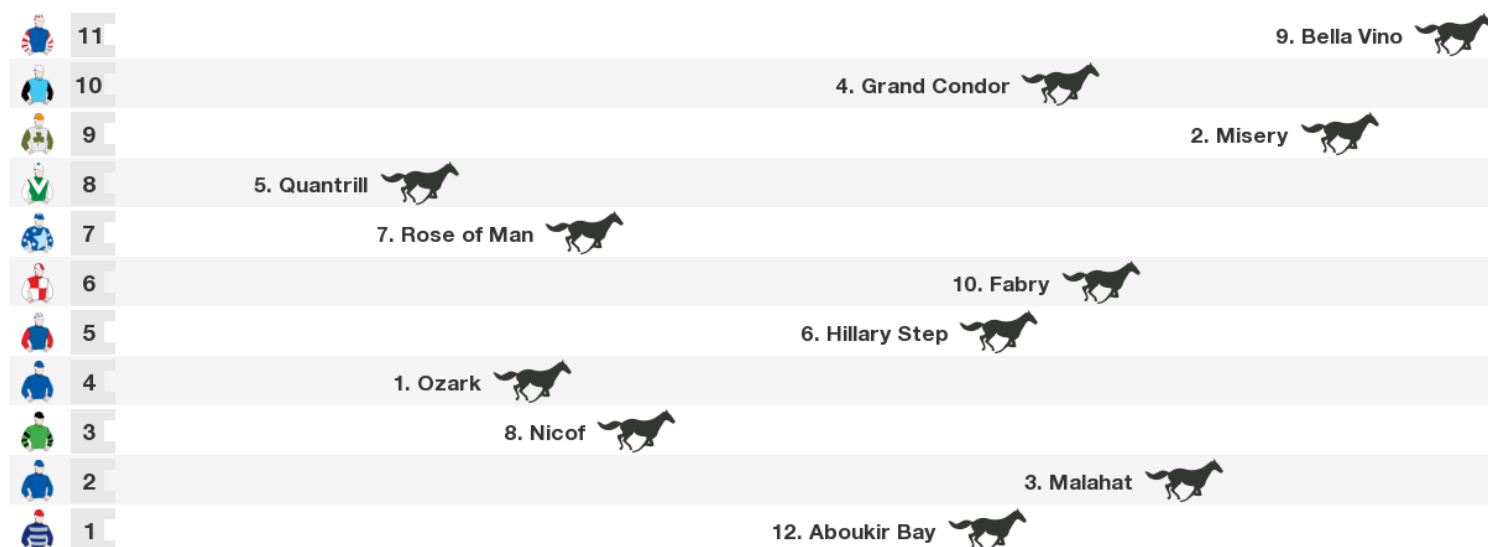 11 9. Bella Vino
10 4. Grand Condor
9 2. Misery
8 5. Quantrill
7 7. Rose of Man
6 10. Fabry
5 6. Hillary Step
4 1. Ozark
3 8. Nicof
2 3. Malahat
1 12. Aboukir Bay